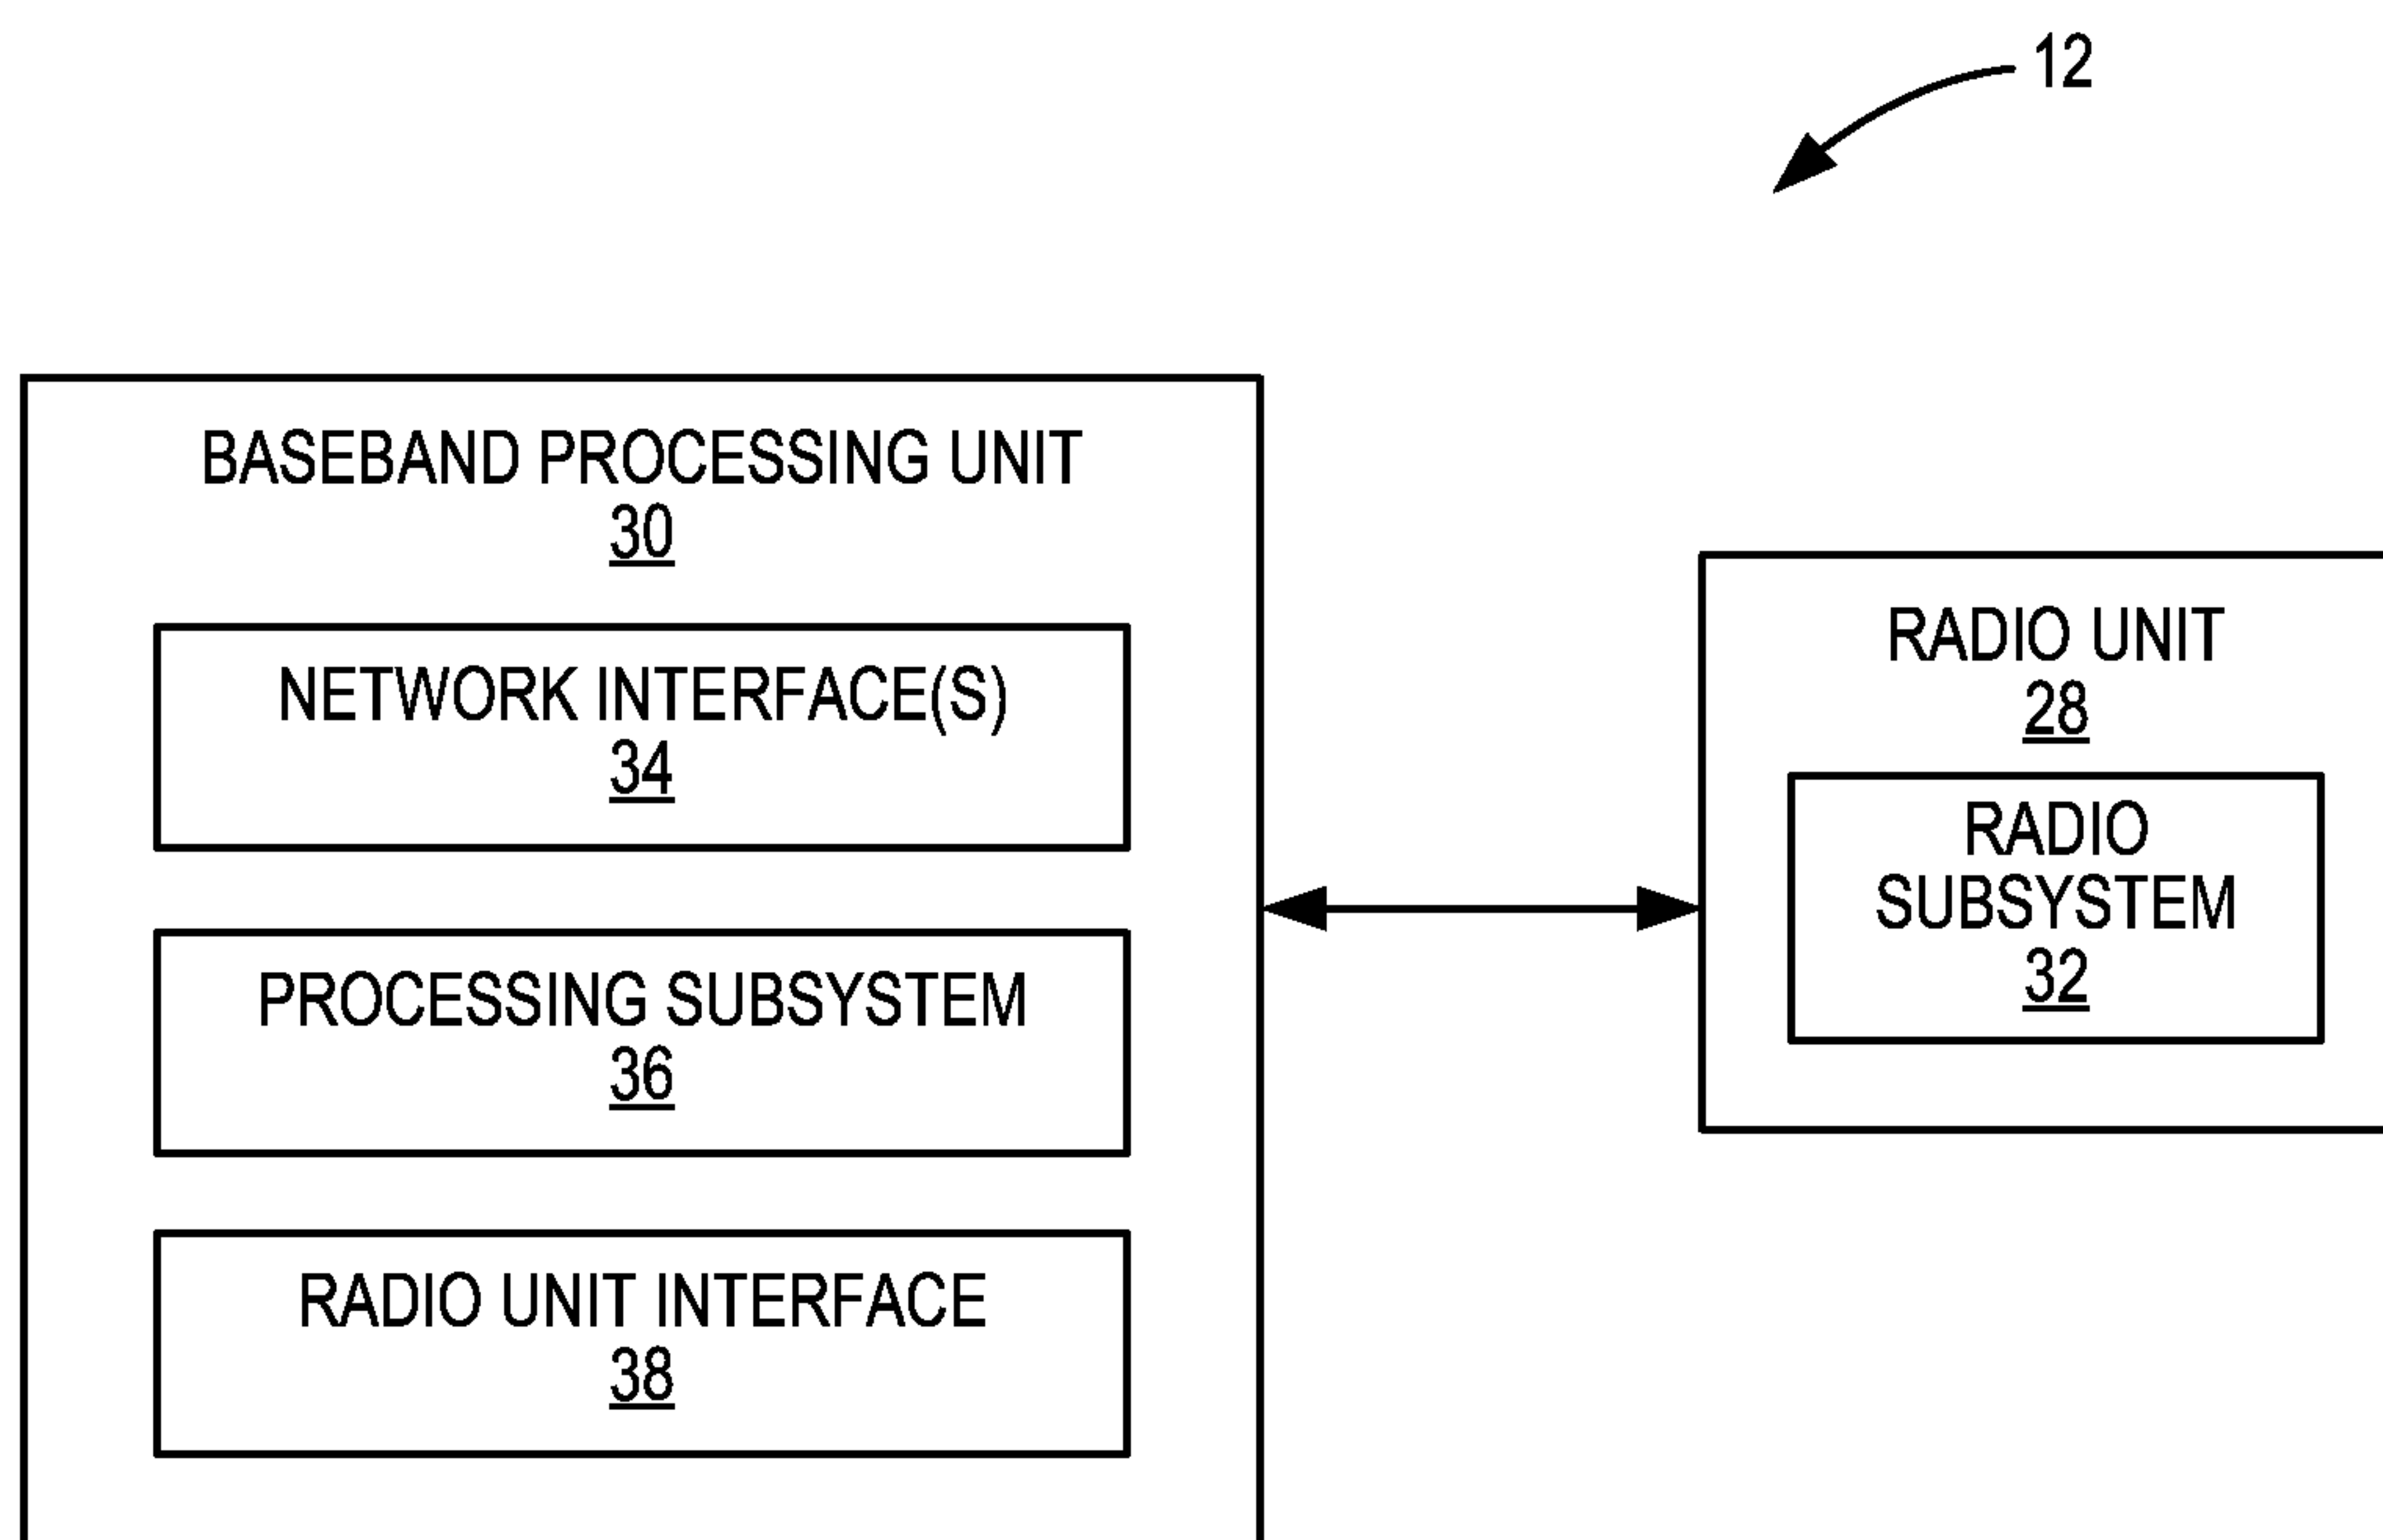 12
BASEBAND PROCESSING UNIT
30
NETWORK INTERFACE(S)
34
PROCESSING SUBSYSTEM
36
RADIO UNIT INTERFACE
38
RADIO UNIT
28
RADIO
SUBSYSTEM
32